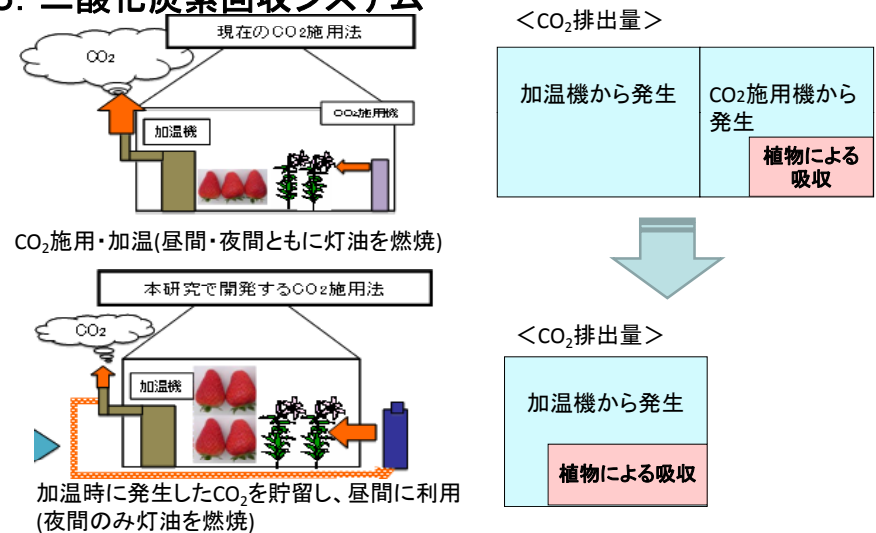 二酸化炭素回収システム
現在のCO2施用法
CO2
CO2施用機
加温機
CO2施用・加温(昼間・夜間ともに灯油を燃焼)
本研究で開発するCO2施用法
CO2
加温機
加温時に発生したCO2を貯留し、昼間に利用
(夜間のみ灯油を燃焼)
＜CO2排出量＞
加温機から発生
CO2施用機から
発生
植物による
吸収
＜CO2排出量＞
加温機から発生
植物による吸収